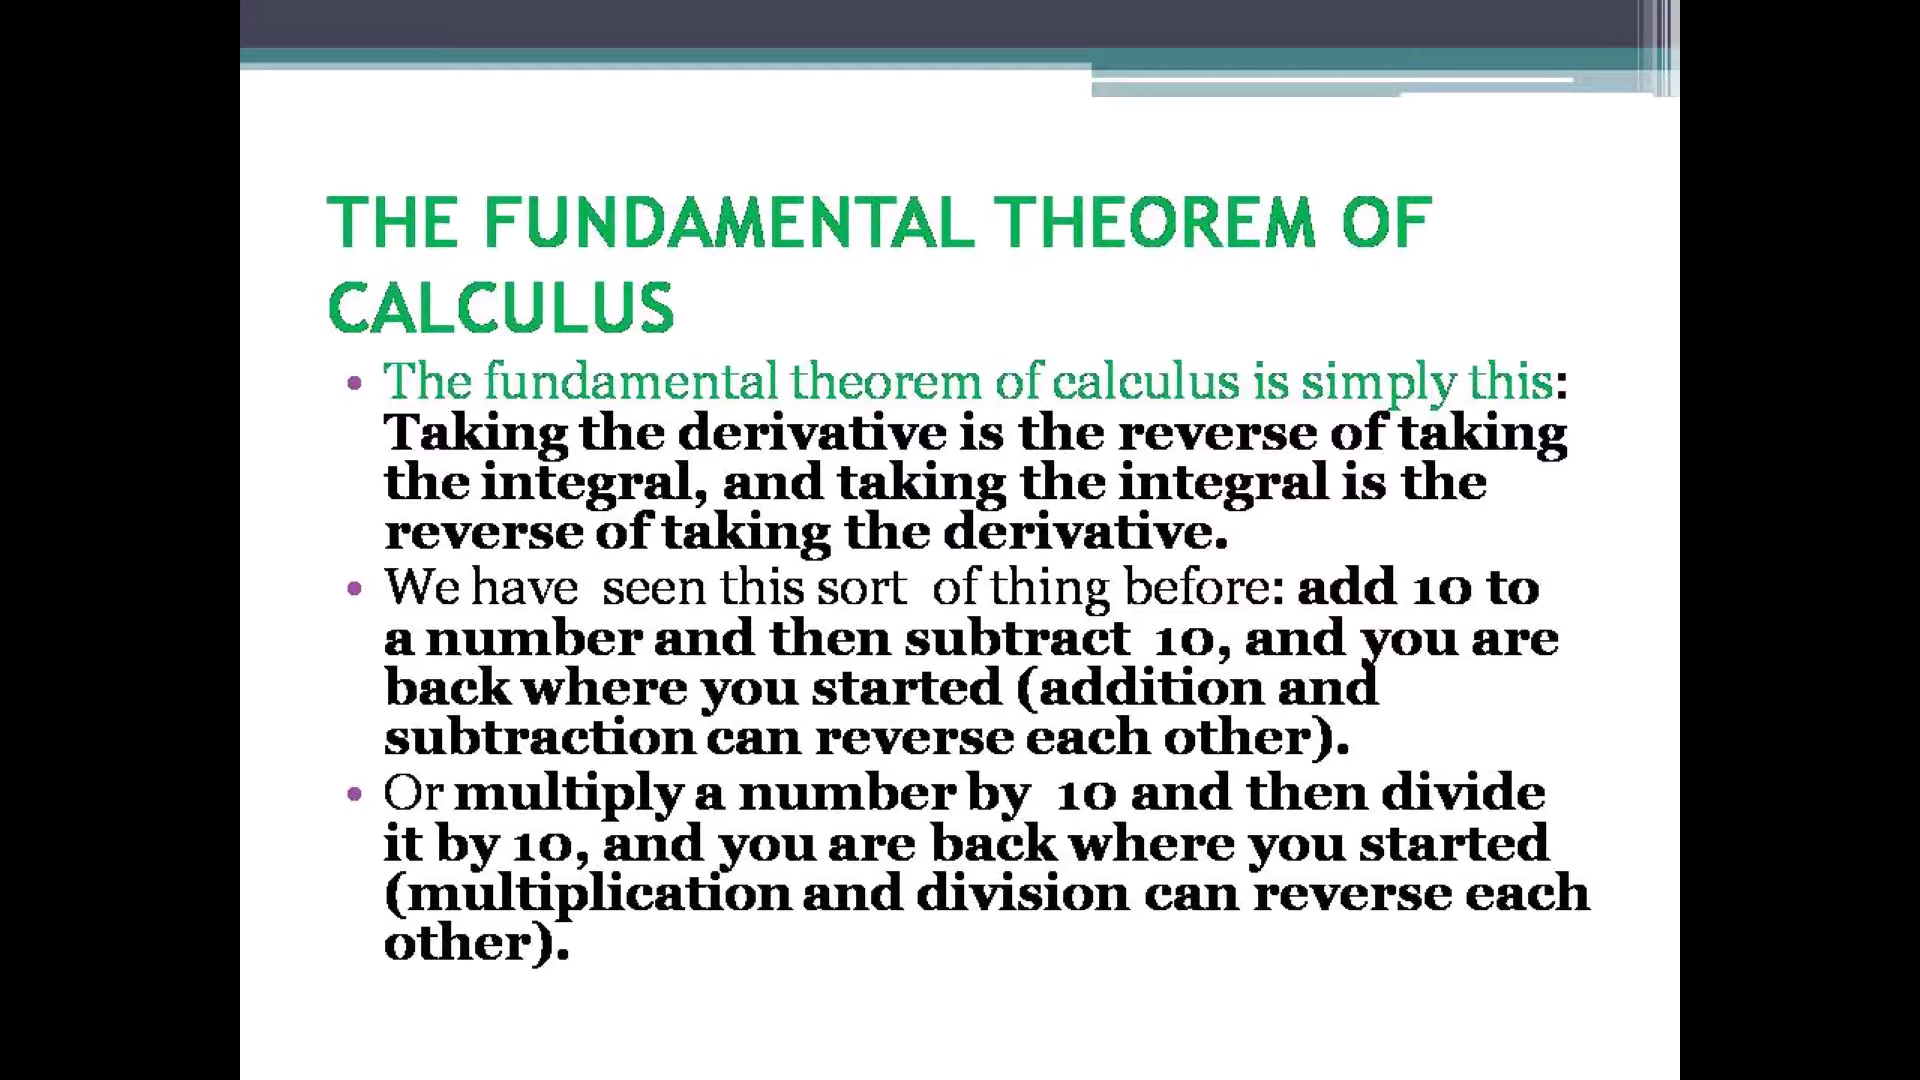 THE FUNDAMENTAL THEOREM OF
CALCULUS
• The fundamental theorem of calculus is simply this:
Taking the derivative is the reverse of taking
the integral, and taking the integral is the
reverse of taking the derivative.
• We have seen this sort of thing before: add 10 to
a number and then subtract 10, and you are
back where you started (addition and
subtraction can reverse each other).
• Or multiply a number by 10 and then divide
it by 10, and you are back where you started
(multiplication and division can reverse each
other).